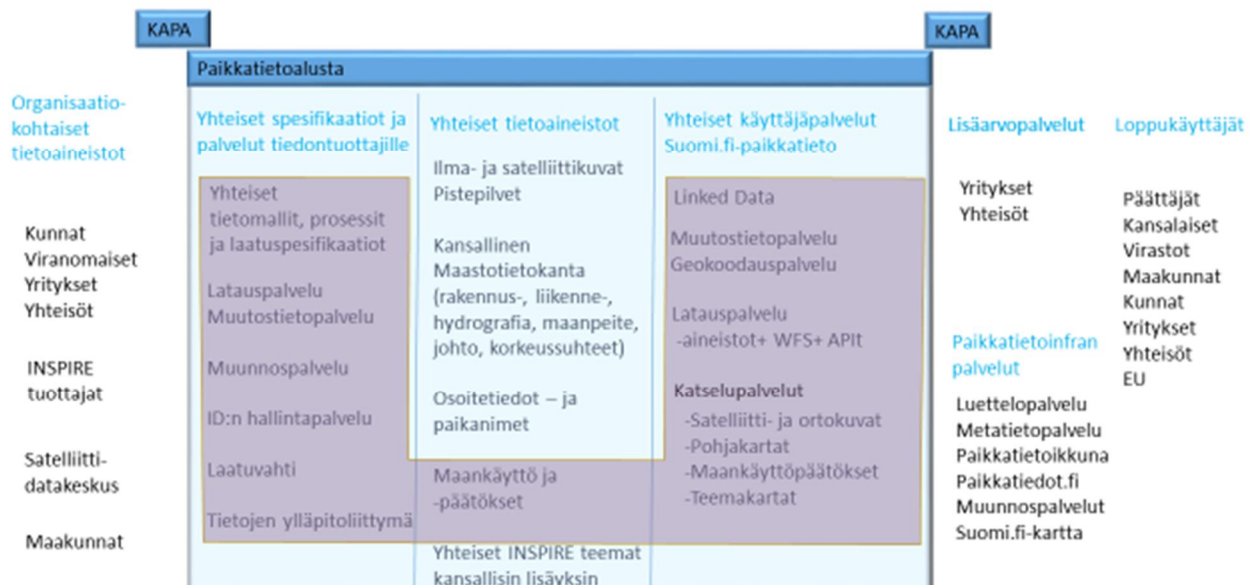 KAPA
KAPA
Paikkatietoalusta
Organisaatio-
kohtaiset
tietoaineistot
Kunnat
Viranomaiset
Yritykset
Yhteisöt
INSPIRE
tuottajat
Satelliitti-
datakeskus
Maakunnat
Yhteiset spesifikaatiot ja
palvelut tiedontuottajille
Yhteiset
tietomallit, prosessit
ja laatuspesifikaatiot
Latauspalvelu
Muutostietopalvelu
Muunnospalvelu
ID:n hallintapalvelu
Laatuvahti
Tietojen ylläpitoliittymä
Yhteiset tietoaineistot
Ilma- ja satelliittikuvat
Pistepilvet
Kansallinen
Maastotietokanta
(rakennus-, liikenne-,
hydrografia, maanpeite,
johto, korkeussuhteet)
Osoitetiedot – ja
paikanimet
Maankäyttö ja
-päätökset
Yhteiset INSPIRE teemat
kansallisin lisäyksin
Yhteiset käyttäjäpalvelut
Suomi.fi-paikkatieto
Linked Data
Muutostietopalvelu
Geokoodauspalvelu
Latauspalvelu
-aineistot+ WFS+ APIt
Katselupalvelut
-Satelliitti- ja ortokuvat
-Pohjakartat
-Maankäyttöpäätökset
-Teemakartat
Lisäarvopalvelut
Yritykset
Yhteisöt
Paikkatietoinfran
palvelut
Luettelopalvelu
Metatietopalvelu
Paikkatietoikkuna
Paikkatiedot.fi
Muunnospalvelut
Suomi.fi-kartta
Loppukäyttäjät
Päättäjät
Kansalaiset
Virastot
Maakunnat
Kunnat
Yritykset
Yhteisöt
EU